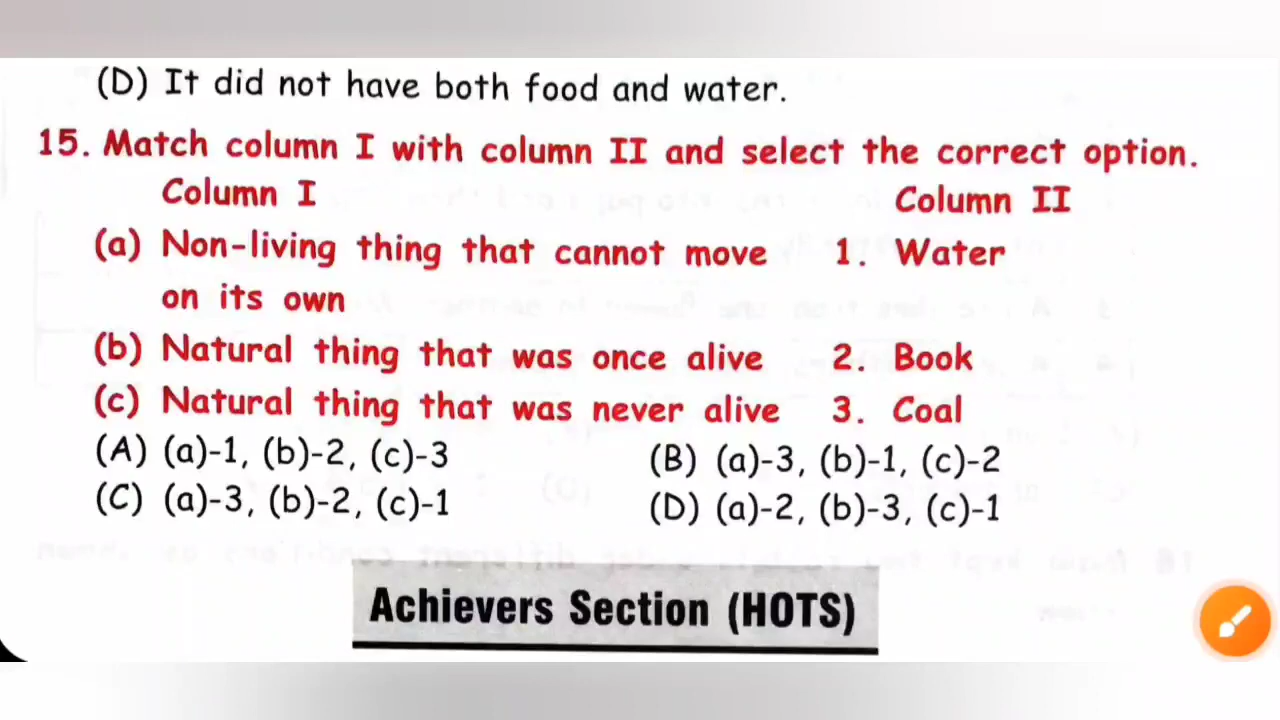 (D) It did not have both food and water.
15. Match column I with column II and select the correct option.
Column I Column II
(a) Non-living thing that cannot move 1. Water
on its own
(b) Natural thing that was once alive 2. Book
(c) Natural thing that was never alive 3. Coal
(A) (a)-1, (b)-2, (c)-3 (B) (a)-3, (b)-1, (c)-2
(C) (a)-3, (b)-2, (c)-1 (D) (a)-2, (b)-3, (c)-1
Achievers Section (HOTS)